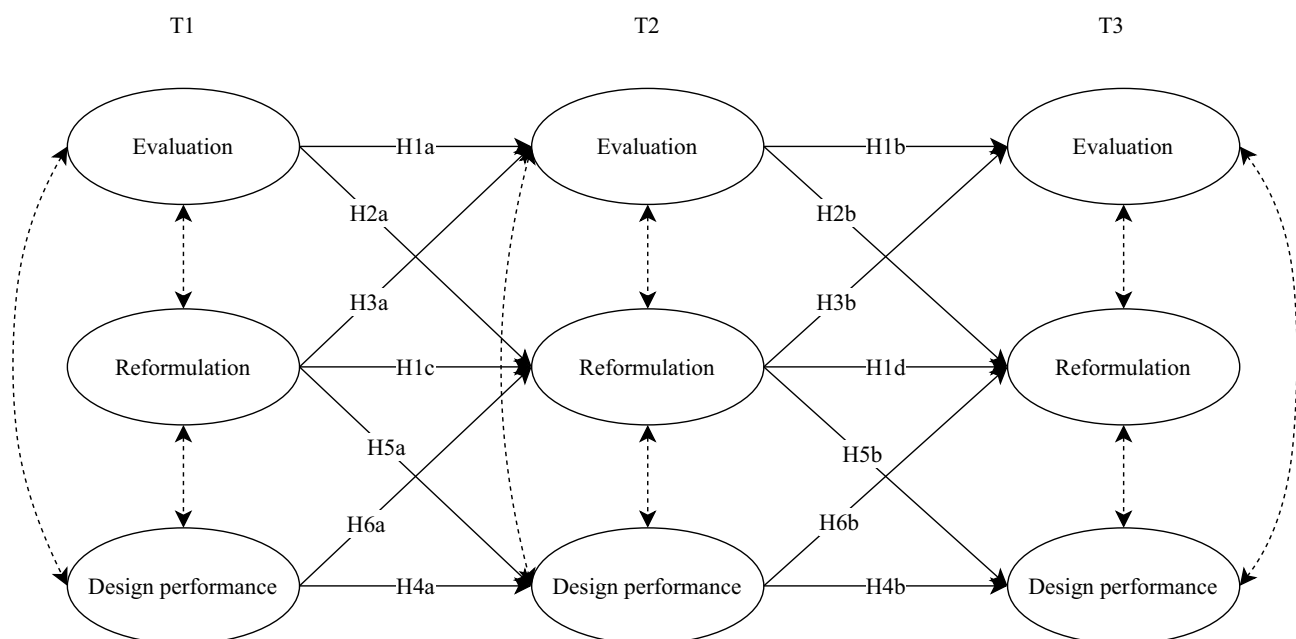 T1 T2 T3
Evaluation H1a Evaluation H1b Evaluation
H2a H2b
H3a H3b
Reformulation H1c Reformulation H1d Reformulation
H5a H5b
H6a H6b
Design performance H4a Design performance H4b Design performance